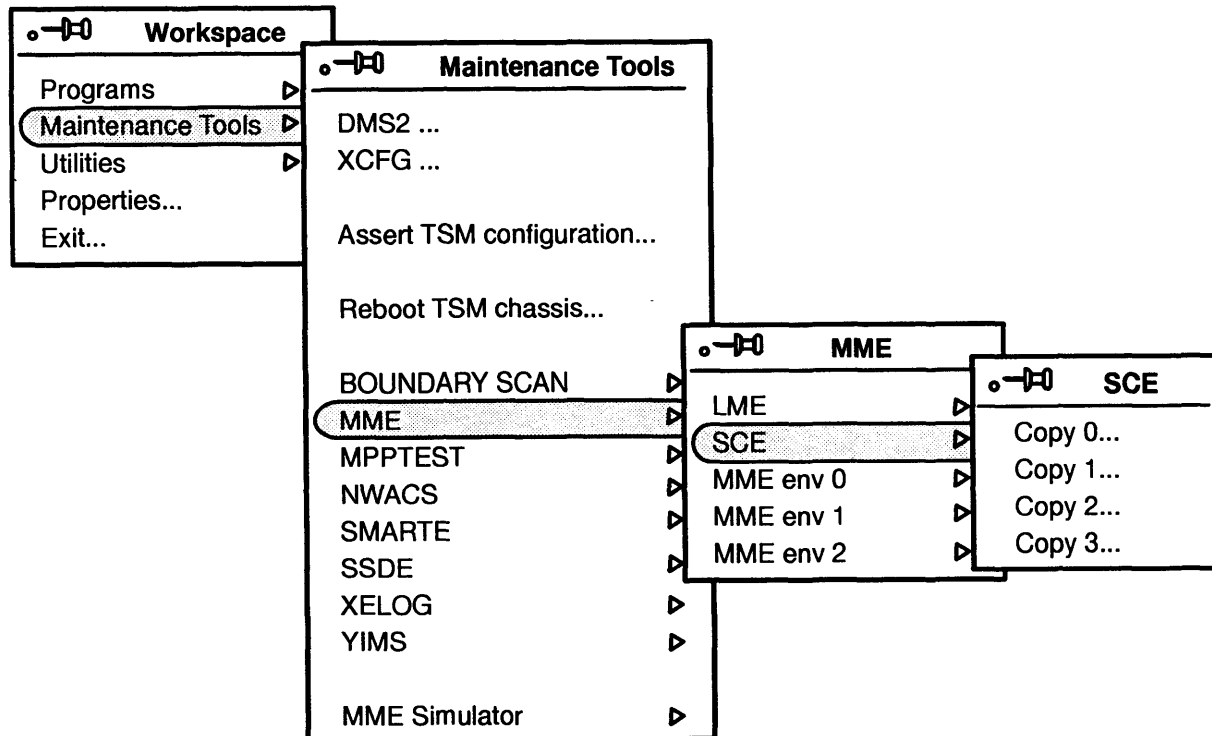 Workspace
Programs
Maintenance Tools
Utilities
Properties...
Exit...
Maintenance Tools
DMS2 ...
XCFG ...
Assert TSM configuration...
Reboot TSM chassis...
BOUNDARY SCAN
MME
MPPTEST
NWACS
SMARTE
SSDE
XELOG
YIMS
MME Simulator
MME
LME
SCE
MME env 0
MME env 1
MME env 2
SCE
Copy 0...
Copy 1...
Copy 2...
Copy 3...